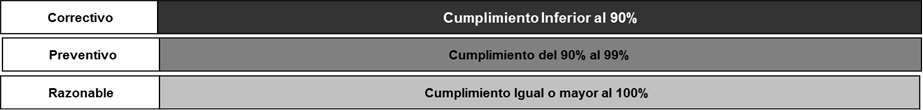 Correctivo Cumplimiento Inferior al 90%
Preventivo Cumplimiento del 90% al 99%
Razonable Cumplimiento Igual o mayor al 100%